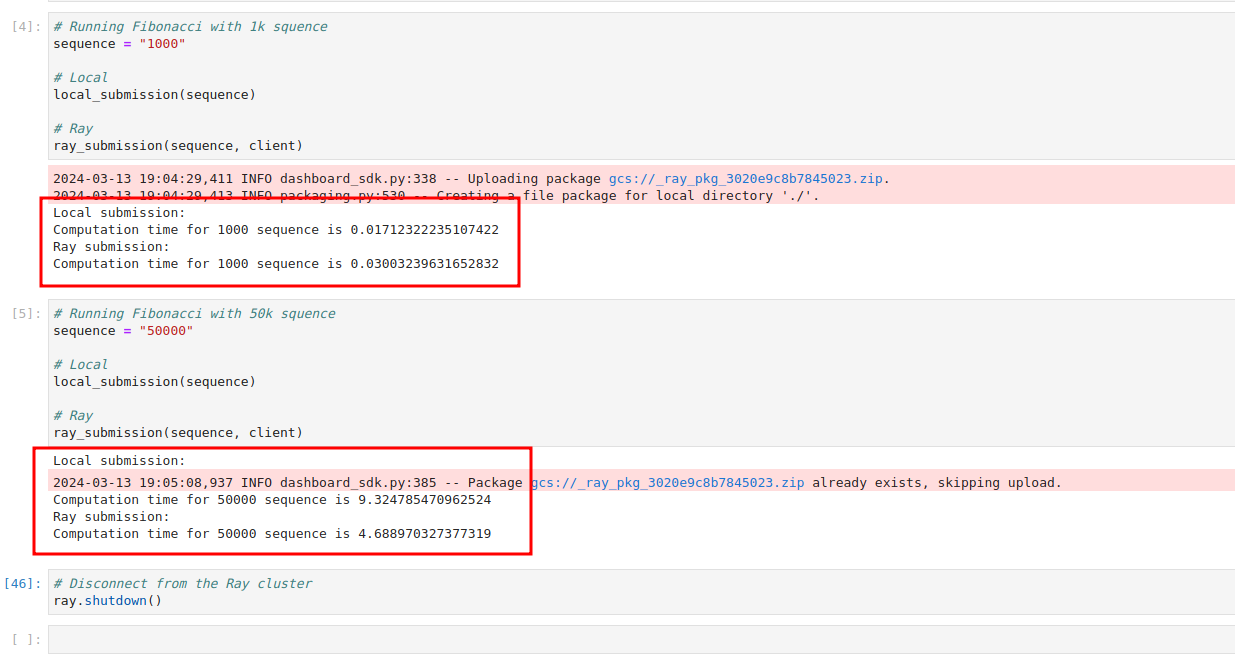 [4]: # Running Fibonacci with 1k squence
sequence = "1000"
# Local
local_submission(sequence)
# Ray
ray_submission(sequence, client)
2024-03-13 19:04:29,411 INFO dashboard_sdk.py:338 -- Uploading package gcs://_ray_pkg_3020e9c8b7845023.zip.
2024-03-13 19:04:29,413 INFO packaging.py:530 -- Creating a file package for local directory './'.
Local submission:
Computation time for 1000 sequence is 0.01712322235107422
Ray submission:
Computation time for 1000 sequence is 0.03003239631652832
[5]: # Running Fibonacci with 50k squence
sequence = "50000"
# Local
local_submission(sequence)
# Ray
ray_submission(sequence, client)
Local submission:
2024-03-13 19:05:08,937 INFO dashboard_sdk.py:385 -- Package gcs://_ray_pkg_3020e9c8b7845023.zip already exists, skipping upload.
Computation time for 50000 sequence is 9.324785470962524
Ray submission:
Computation time for 50000 sequence is 4.688970327377319
[46]: # Disconnect from the Ray cluster
ray.shutdown()
[ ]: